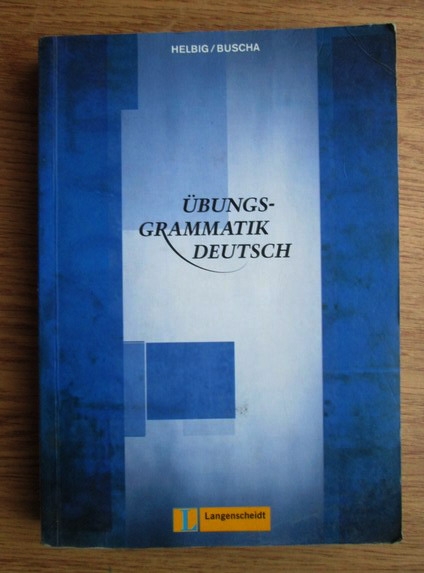 HELBIG/BUSCHA
ÜBUNGS-
GRAMMATIK
DEUTSCH
L Langenscheidt